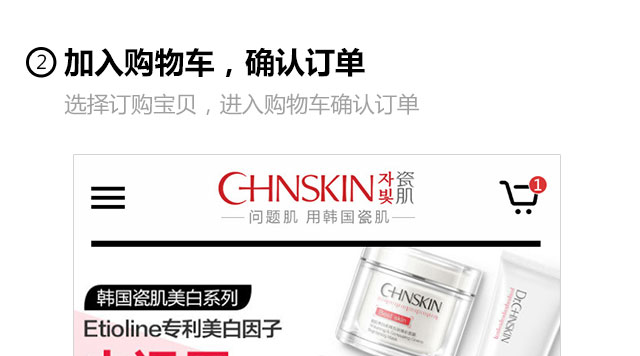 ② 加入购物车，确认订单
选择订购宝贝，进入购物车确认订单
CHNSKIN 자빛 瓷肌
1
问题肌 用韩国瓷肌
韩国瓷肌美白系列
Etioline专利美白因子
CHNSKIN
Dr.CHNSKIN